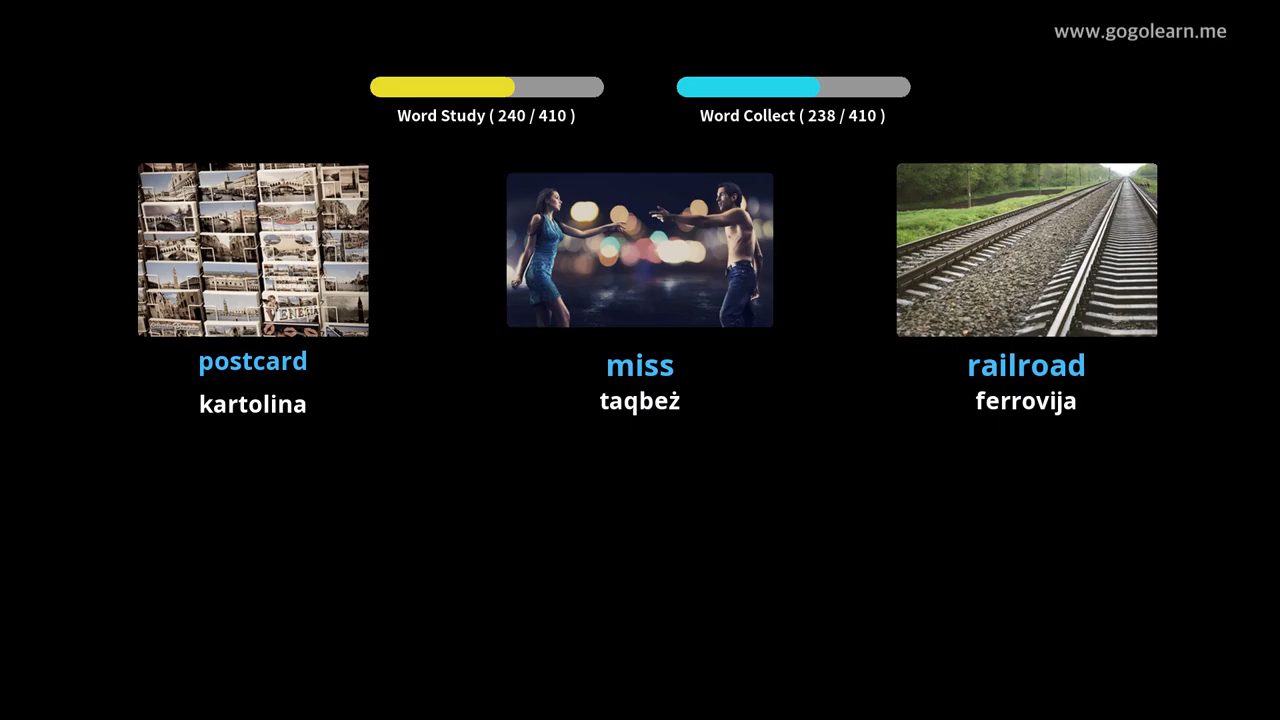 www.gogolearn.me
Word Study ( 240 / 410 )
Word Collect ( 238 / 410 )
postcard
kartolina
miss
taqbeż
railroad
ferrovija